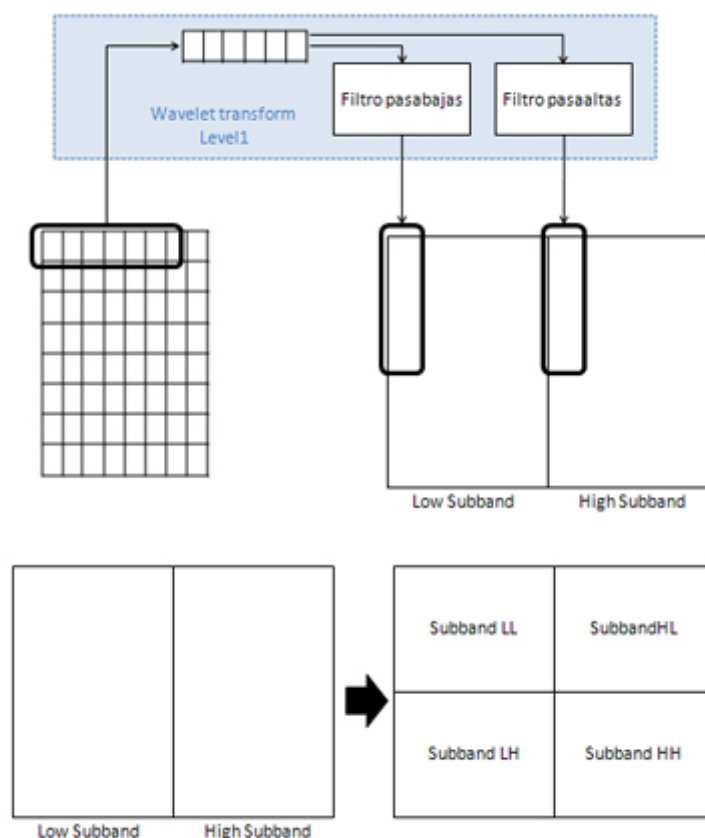 Filtro pasabajas
Filtro pasaaltas
Wavelet transform
Level1
Low Subband
High Subband
Subband LL
SubbandHL
Subband LH
Subband HH
Low Subband
High Subband